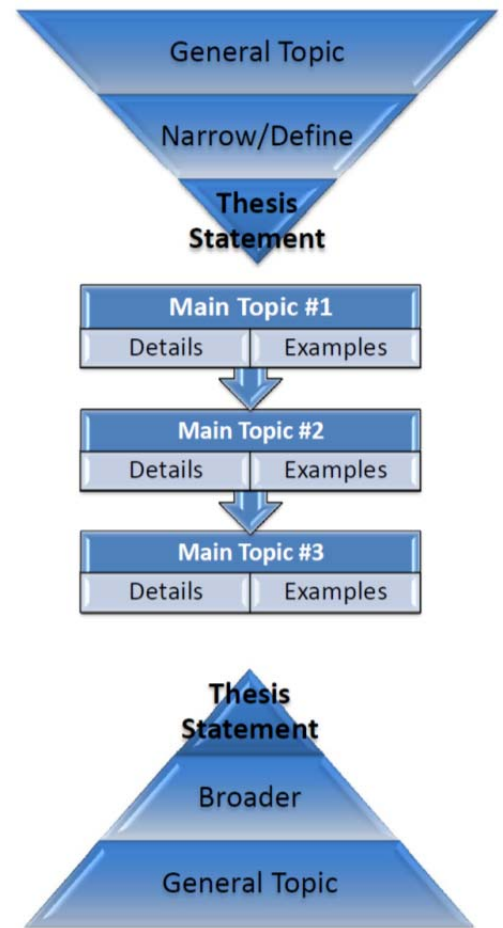 General Topic
Narrow/Define
Thesis
Statement
Main Topic #1
Details Examples
Main Topic #2
Details Examples
Main Topic #3
Details Examples
Thesis
Statement
Broader
General Topic